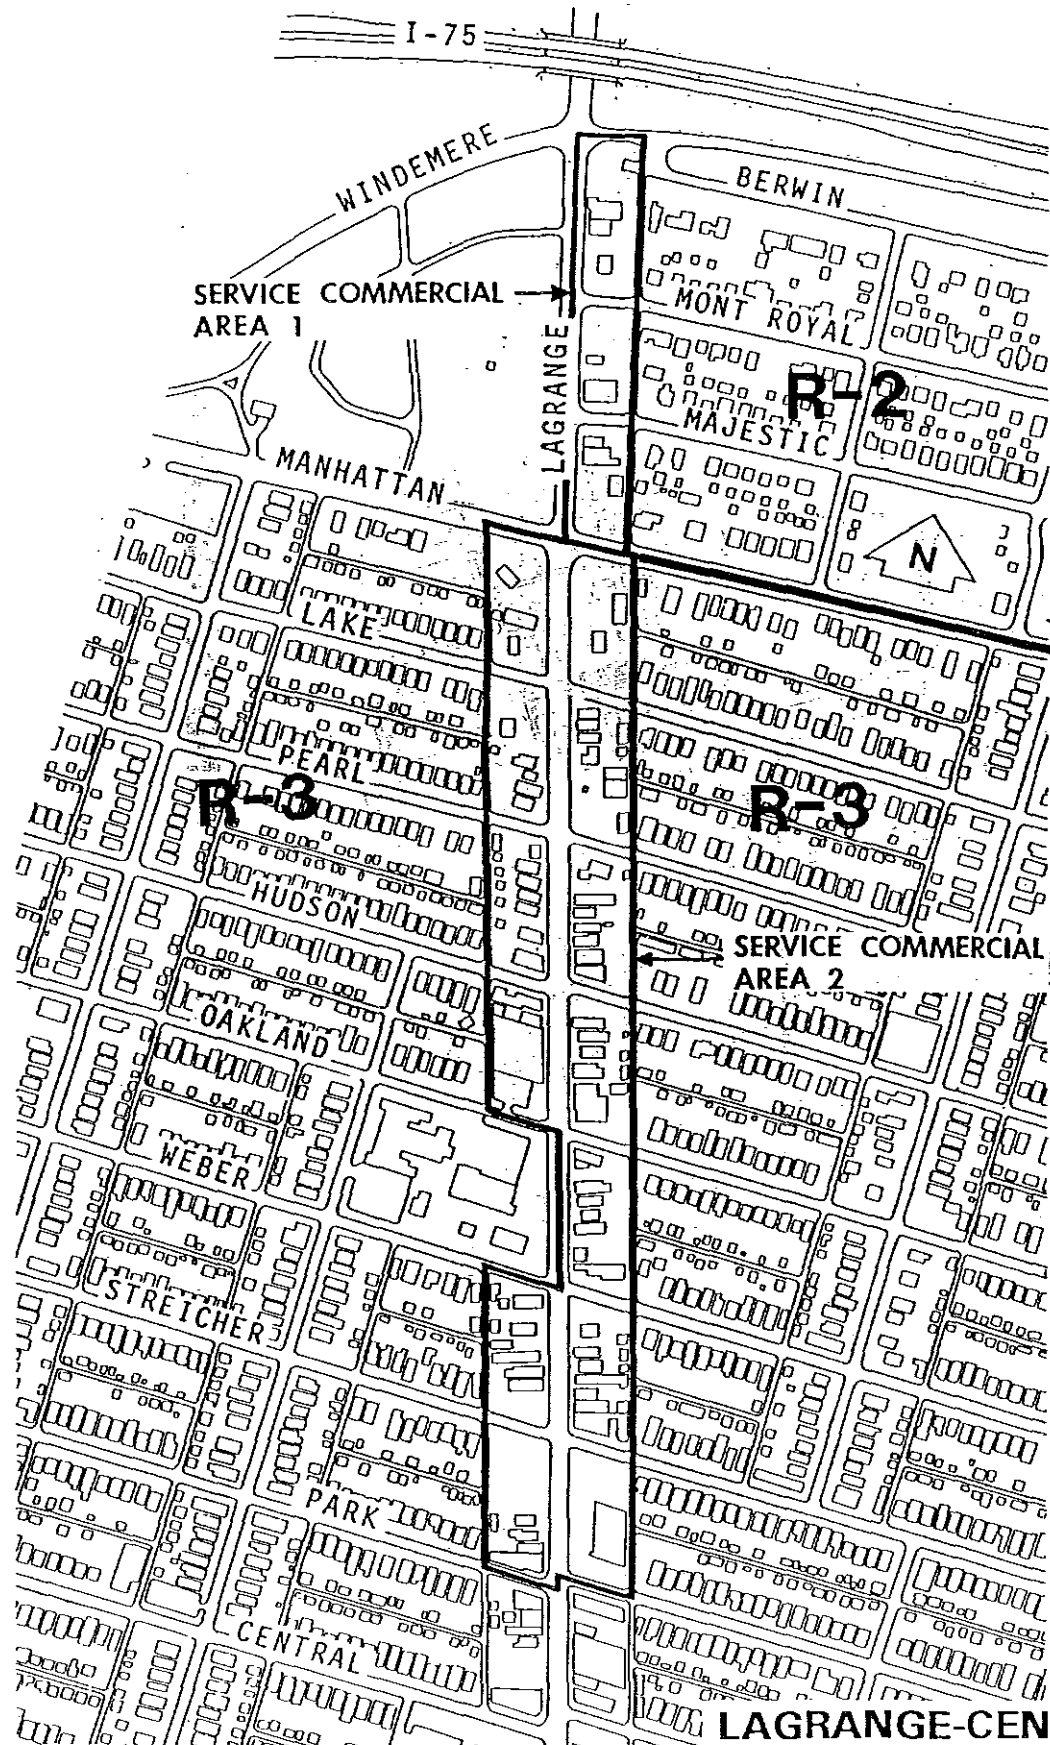 I-75
WINDEMERE
BERWIN
SERVICE COMMERCIAL
AREA 1
MONT ROYAL
LAGRANGE
R-2
MAJESTIC
MANHATTAN
N
LAKE
PEARL
R-3
R-3
HUDSON
SERVICE COMMERCIAL
AREA 2
OAKLAND
WEBER
STREICHER
PARK
CENTRAL
LAGRANGE-CEN